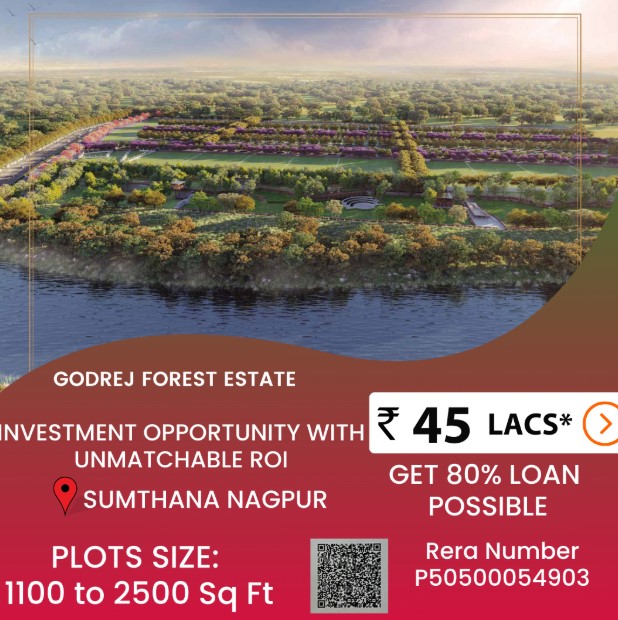 GODREJ FOREST ESTATE
INVESTMENT OPPORTUNITY WITH
UNMATCHABLE ROI
₹ 45 LACS*
GET 80% LOAN
POSSIBLE
SUMTHANA NAGPUR
PLOTS SIZE:
1100 to 2500 Sq Ft
Rera Number
P50500054903